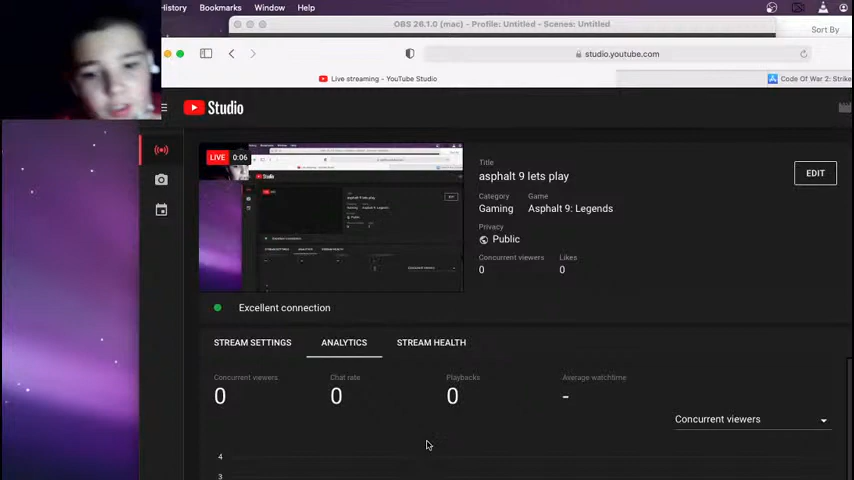 History Bookmarks Window Help
OBS 26.1.0 (mac) - Profile: Untitled - Scenes: Untitled
Sort By
studio.youtube.com
Live streaming - YouTube Studio
Code Of War 2: Strike
Studio
LIVE 0:06
Title
asphalt 9 lets play
EDIT
Category Game
Gaming Asphalt 9: Legends
Privacy
Public
Concurrent viewers Likes
0 0
Excellent connection
STREAM SETTINGS ANALYTICS STREAM HEALTH
Concurrent viewers Chat rate Playbacks Average watchtime
0 0 0 -
Concurrent viewers
4
3